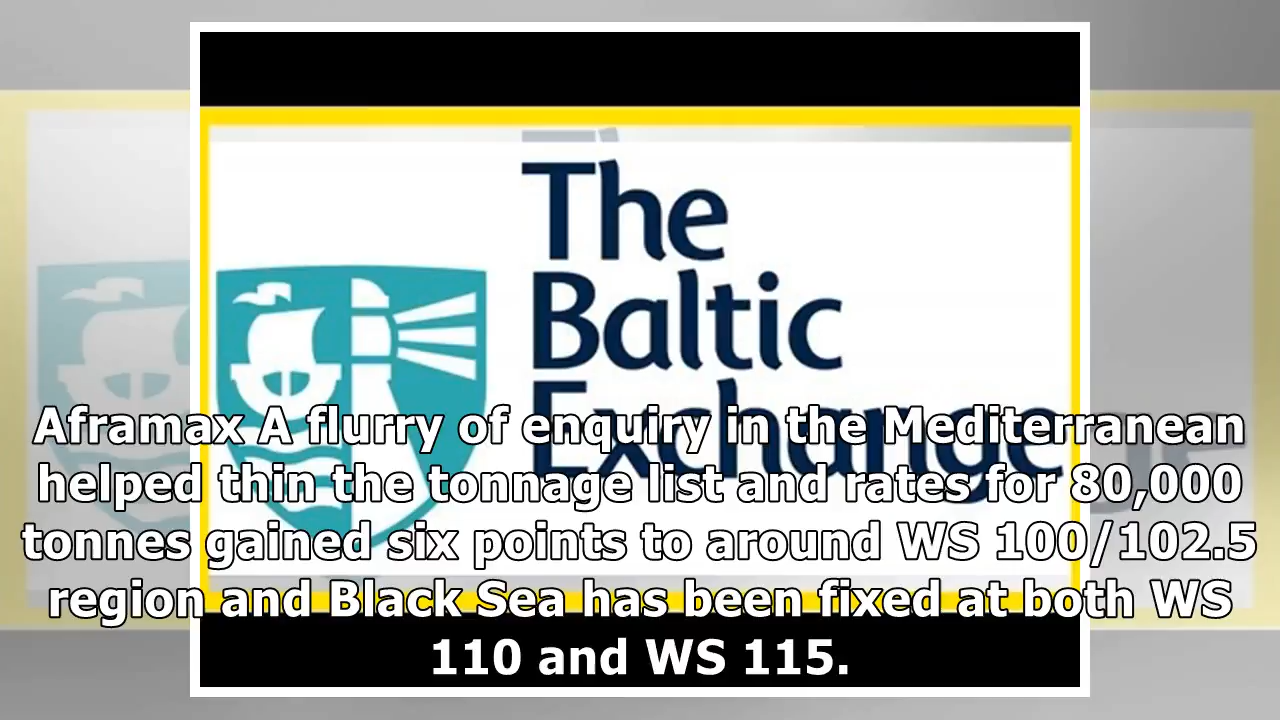 The
Baltic
Exchange
Aframax A flurry of enquiry in the Mediterranean
helped thin the tonnage list and rates for 80,000
tonnes gained six points to around WS 100/102.5
region and Black Sea has been fixed at both WS
110 and WS 115.